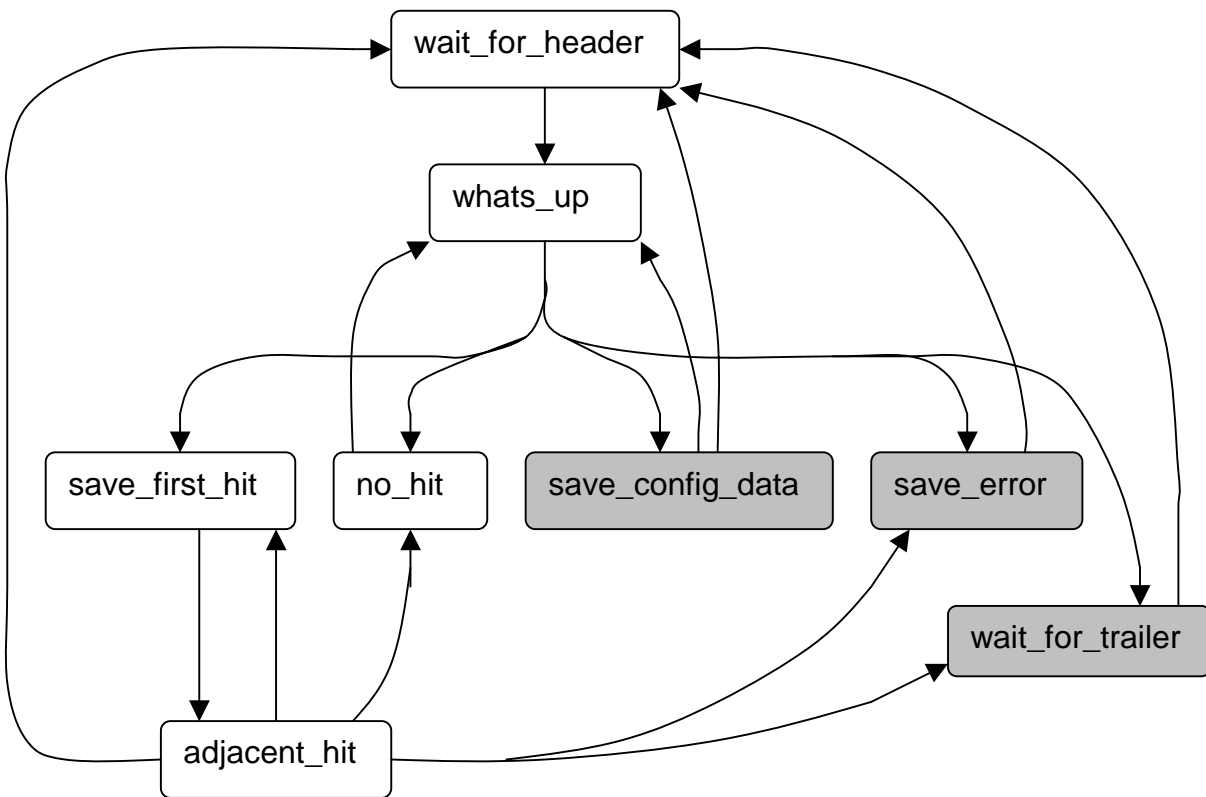 wait_for_header
whats_up
save_first_hit
no_hit
save_config_data
save_error
wait_for_trailer
adjacent_hit